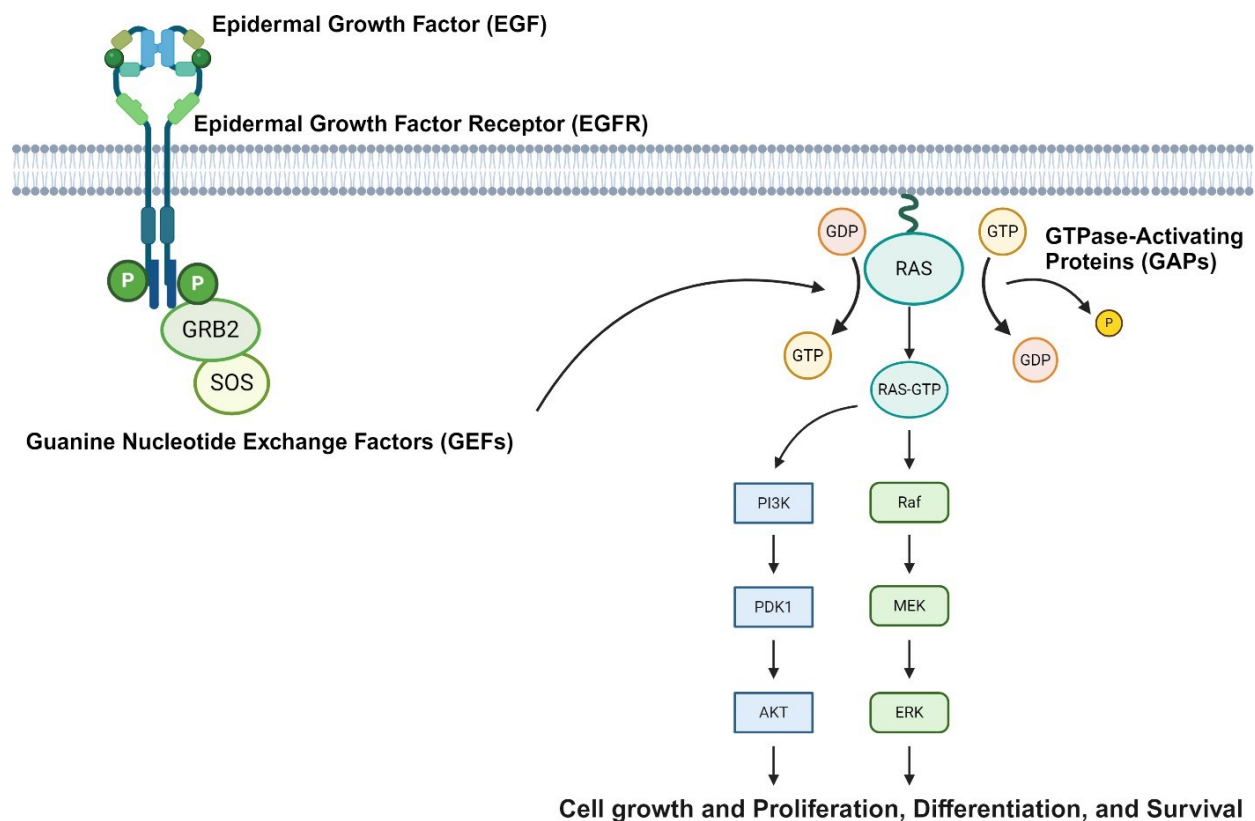 Epidermal Growth Factor (EGF)
Epidermal Growth Factor Receptor (EGFR)
P
P
GRB2
SOS
Guanine Nucleotide Exchange Factors (GEFs)
GDP
RAS
GTP
GTPase-Activating
Proteins (GAPs)
GTP
GDP
P
RAS-GTP
PI3K
Raf
PDK1
MEK
AKT
ERK
Cell growth and Proliferation, Differentiation, and Survival